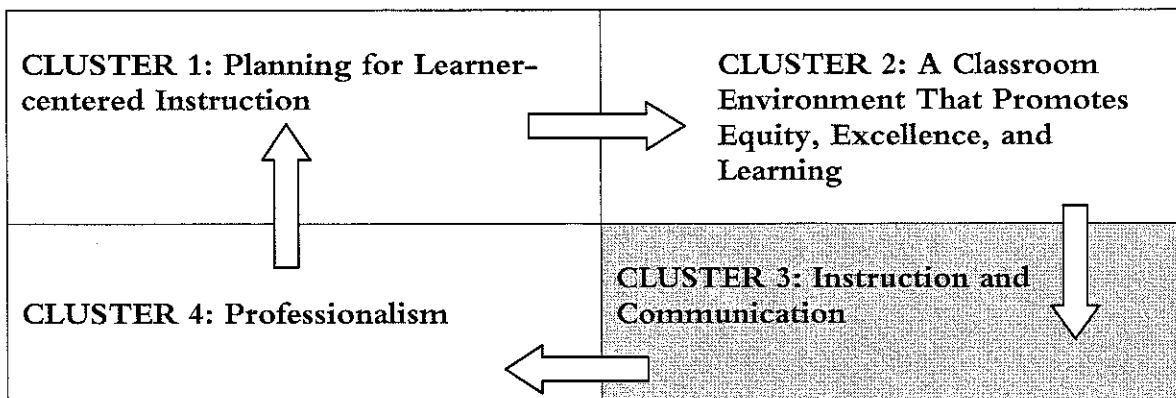 CLUSTER 1: Planning for Learner-
centered Instruction
CLUSTER 2: A Classroom
Environment That Promotes
Equity, Excellence, and
Learning
CLUSTER 4: Professionalism
CLUSTER 3: Instruction and
Communication